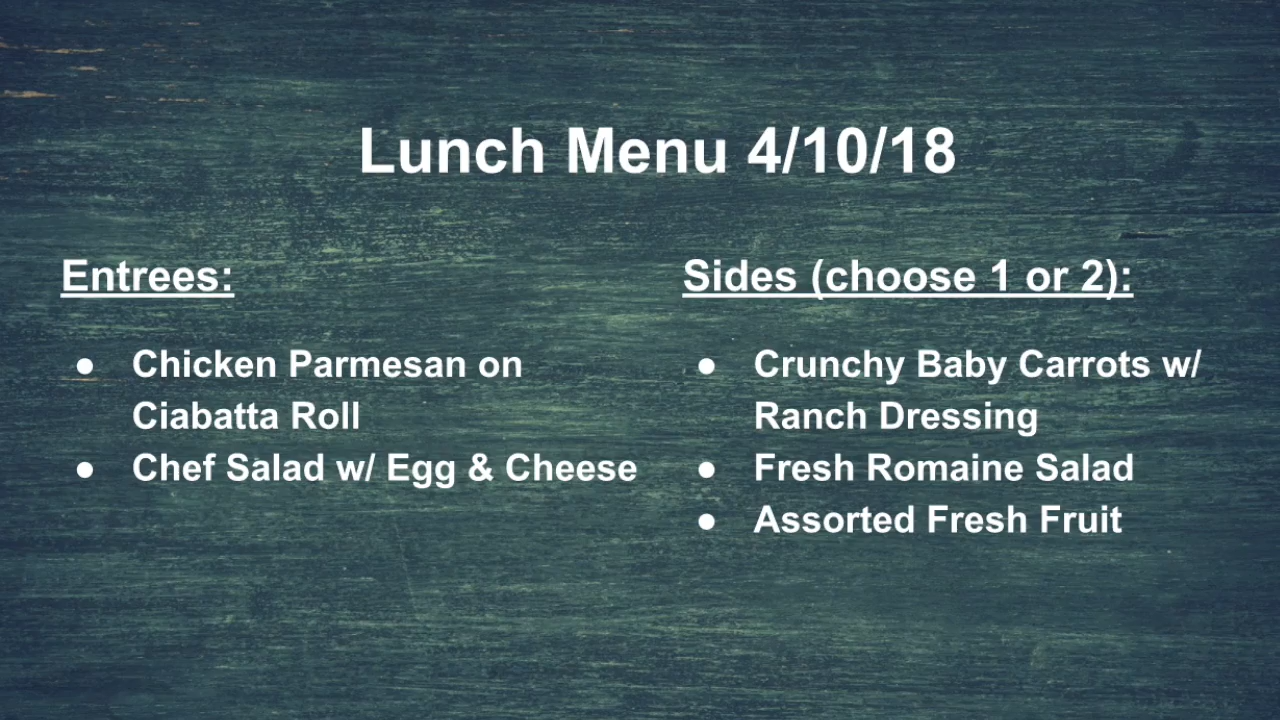 Lunch Menu 4/10/18
Entrees:
● Chicken Parmesan on
Ciabatta Roll
● Chef Salad w/ Egg & Cheese
Sides (choose 1 or 2):
● Crunchy Baby Carrots w/
Ranch Dressing
● Fresh Romaine Salad
● Assorted Fresh Fruit